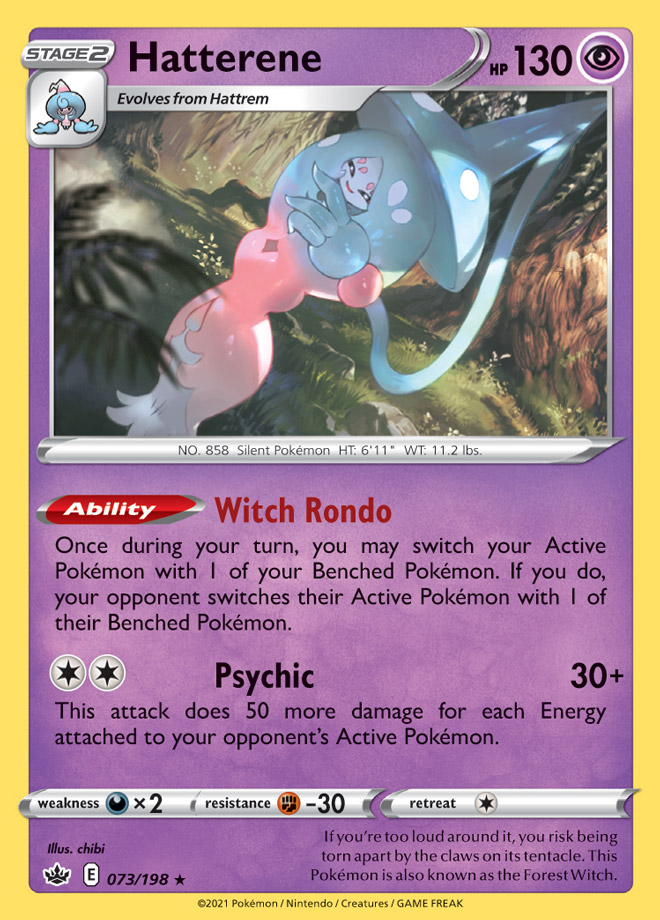 STAGE2
Hatterene
HP 130
Evolves from Hattrem
NO. 858 Silent Pokémon HT: 6'11" WT: 11.2 lbs.
Ability Witch Rondo
Once during your turn, you may switch your Active
Pokémon with 1 of your Benched Pokémon. If you do,
your opponent switches their Active Pokémon with 1 of
their Benched Pokémon.
Psychic 30+
This attack does 50 more damage for each Energy
attached to your opponent's Active Pokémon.
weakness ×2 resistance -30 retreat
Illus. chibi
E 073/198 ★
If you're too loud around it, you risk being
torn apart by the claws on its tentacle. This
Pokémon is also known as the Forest Witch.
©2021 Pokémon / Nintendo / Creatures / GAME FREAK